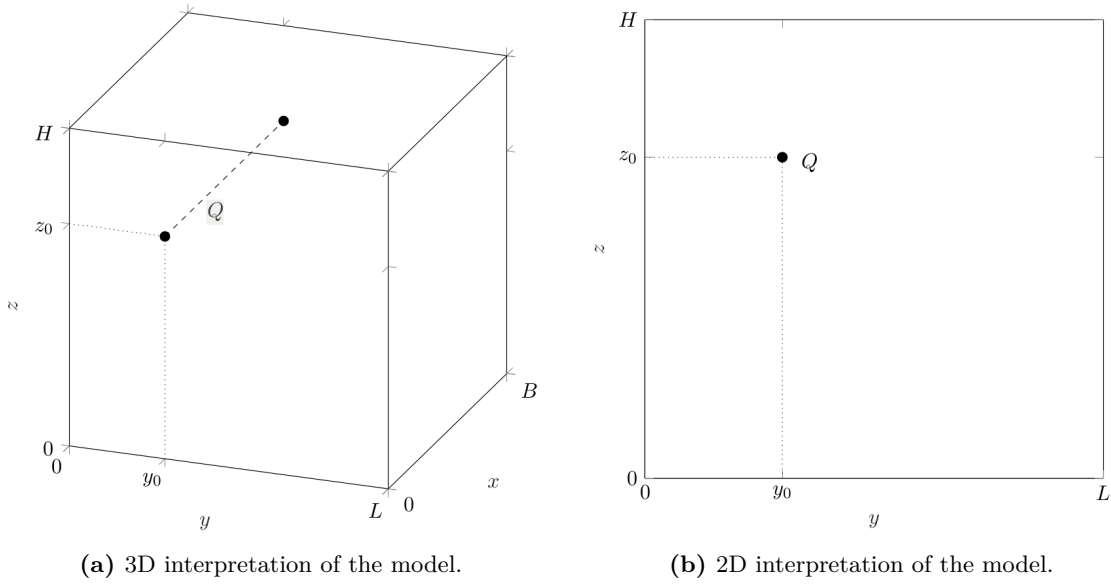 H
z₀
Q
z
0
0
y₀
L
0
y
x
B
H
z₀
Q
z
0
0
y₀
L
y
(a) 3D interpretation of the model.
(b) 2D interpretation of the model.